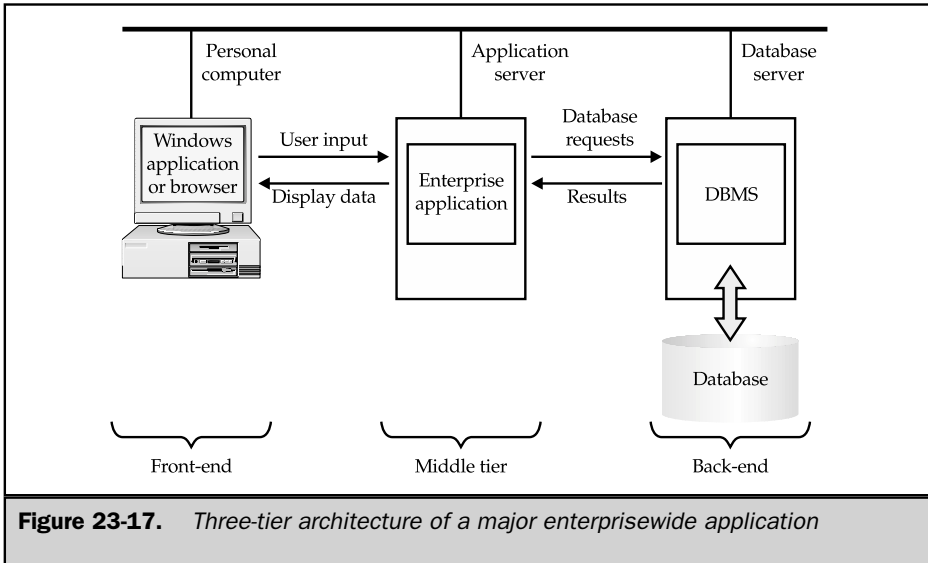 Personal
computer
Application
server
Database
server
Windows
application
or browser
User input
Display data
Enterprise
application
Database
requests
Results
DBMS
Database
Front-end
Middle tier
Back-end
Figure 23-17. Three-tier architecture of a major enterprisewide application